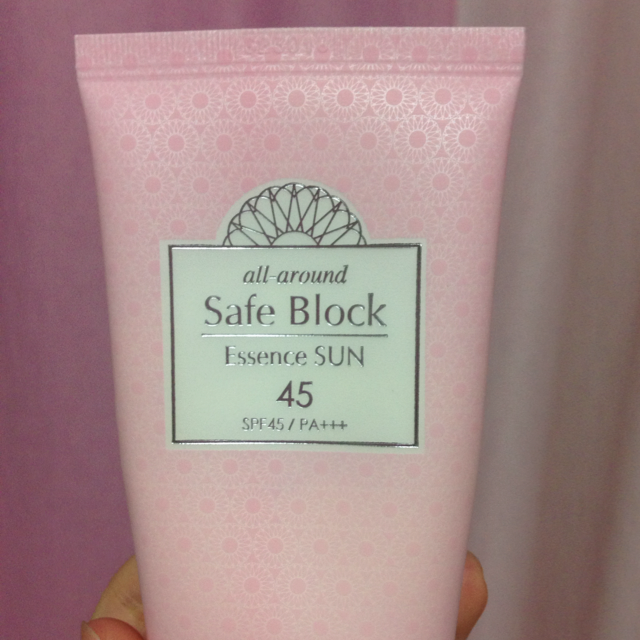 all-around
Safe Block
Essence SUN
45
SPF45 / PA+++